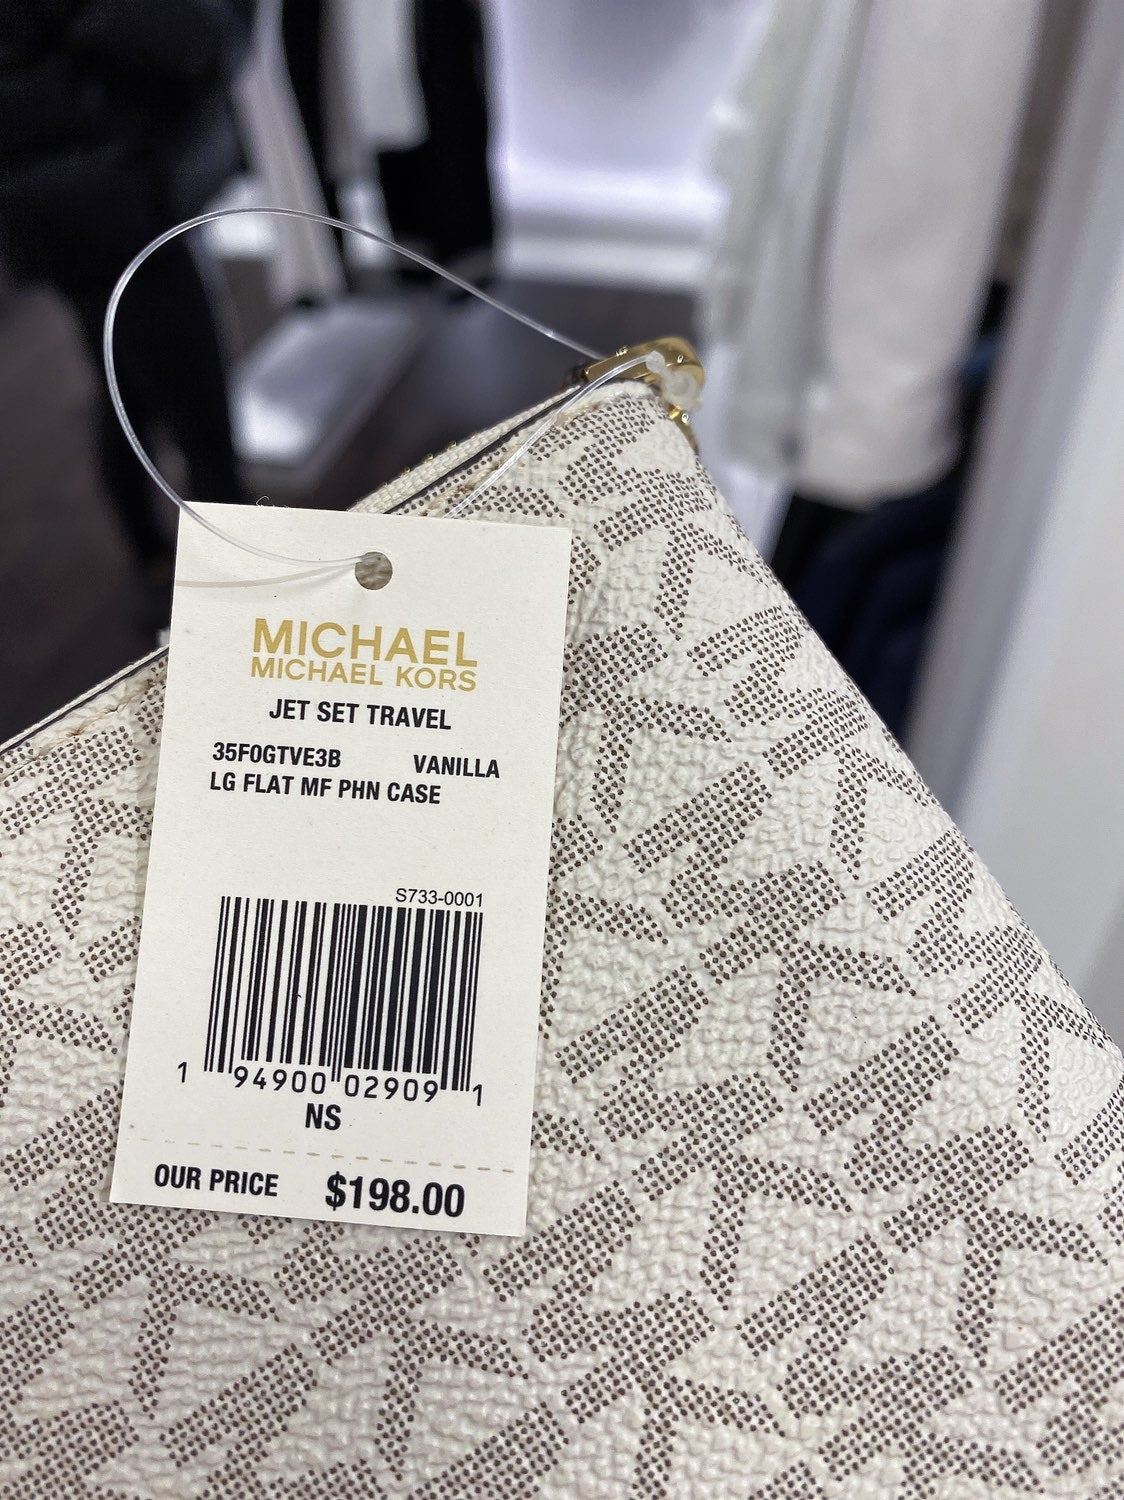 MICHAEL
MICHAEL KORS
JET SET TRAVEL
35F0GTVE3B VANILLA
LG FLAT MF PHN CASE
S733-0001
1 94900 02909 1
NS
OUR PRICE $198.00